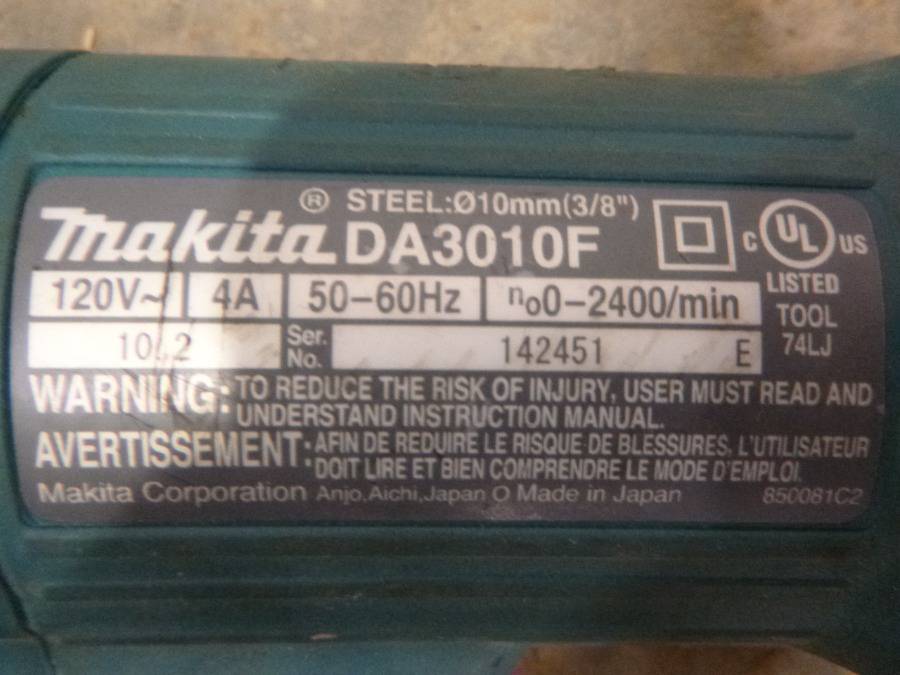 ® STEEL:Ø10mm(3/8")
makita DA3010F
C UL US
LISTED
120V~ 4A 50-60Hz no0-2400/min
TOOL
74LJ
Ser. No. 142451 E
WARNING: TO REDUCE THE RISK OF INJURY, USER MUST READ AND
UNDERSTAND INSTRUCTION MANUAL.
AVERTISSEMENT: AFIN DE REDUIRE LE RISQUE DE BLESSURES, L'UTILISATEUR
DOIT LIRE ET BIEN COMPRENDRE LE MODE D'EMPLOI.
Makita Corporation Anjo,Aichi,Japan O Made in Japan 850081C2